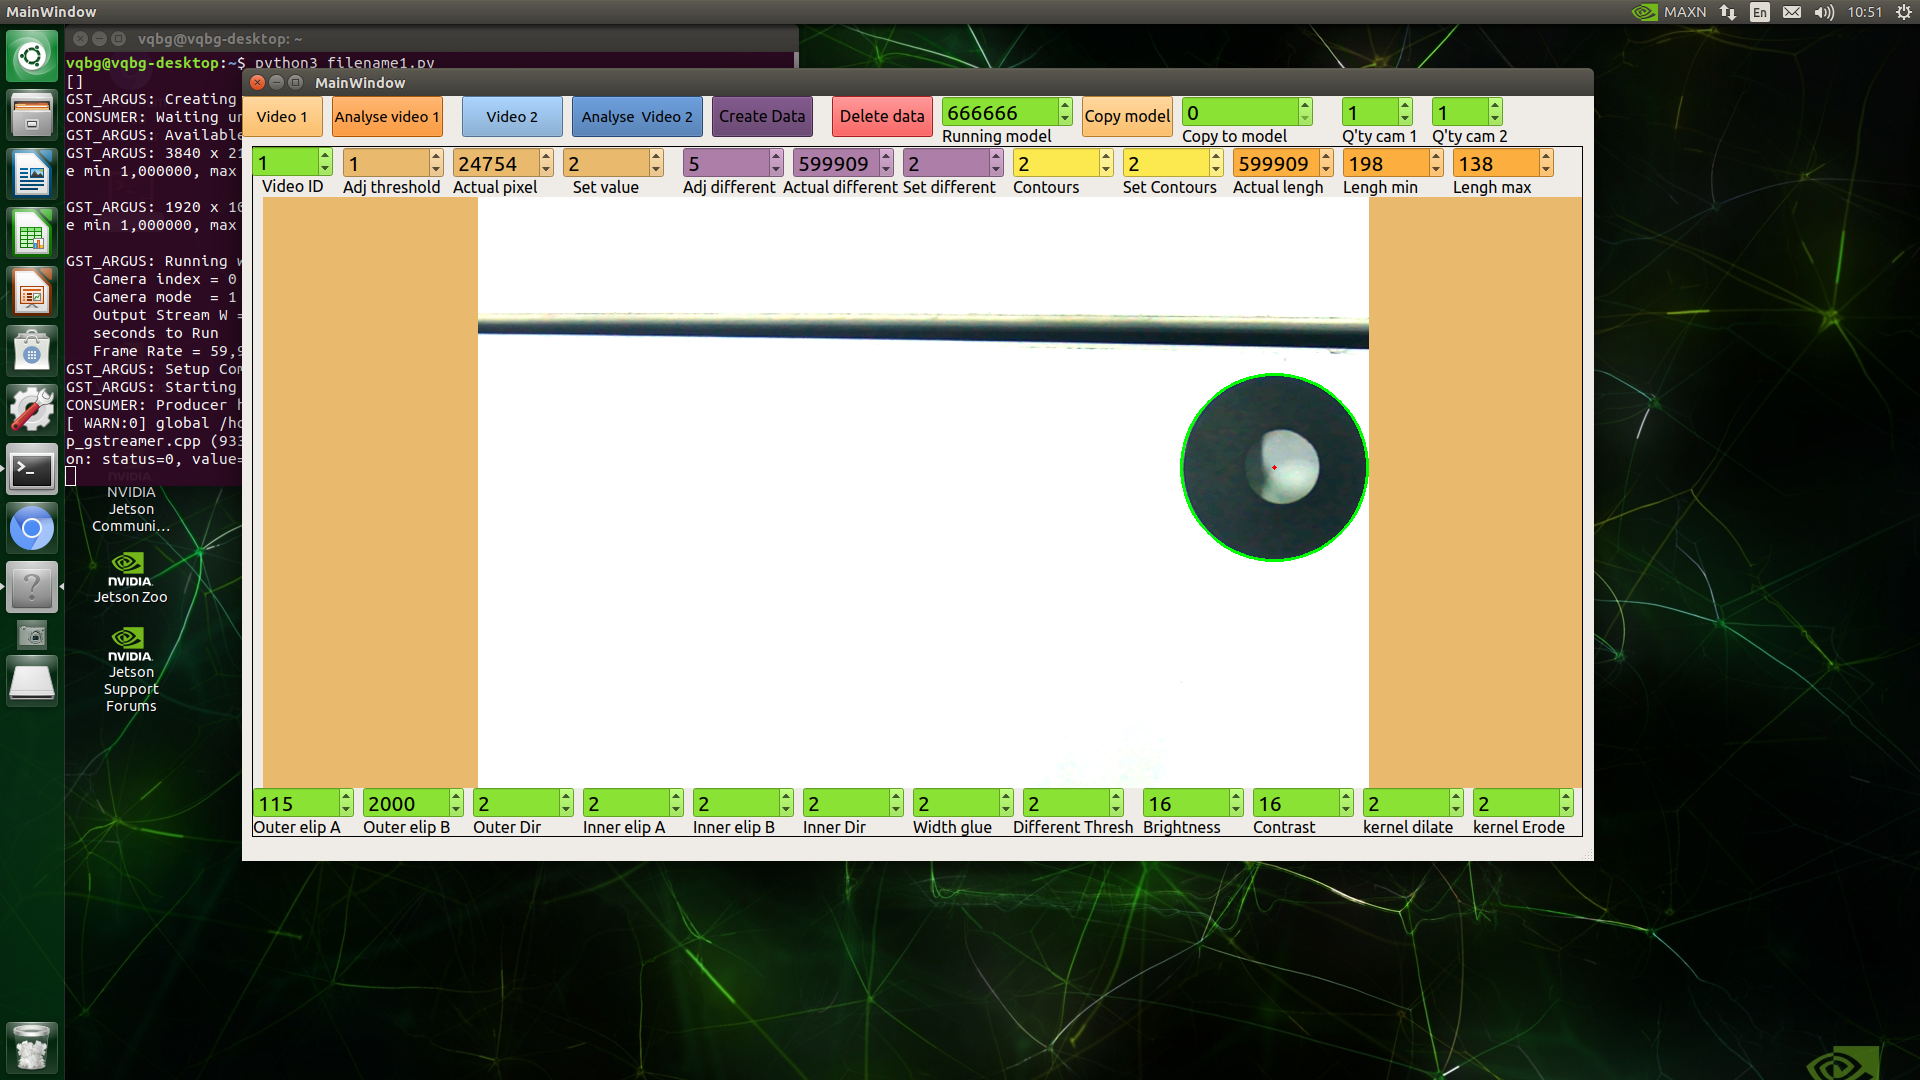 MainWindow
MAXN
En
10:51
vqbg@vqbg-desktop: ~
vqbg@vqbg-desktop:~$ python3 filename1.py
[]
GST_ARGUS: Creating
CONSUMER: Waiting un
GST_ARGUS: Available
GST_ARGUS: 3840 x 21
e min 1,000000, max
GST_ARGUS: 1920 x 10
e min 1,000000, max
GST_ARGUS: Running w
Camera index = 0
Camera mode = 1
Output Stream W =
seconds to Run
Frame Rate = 59,9
GST_ARGUS: Setup Com
GST_ARGUS: Starting
CONSUMER: Producer h
[ WARN:0] global /ho
p_gstreamer.cpp (933
on: status=0, value=
NVIDIA
Jetson
Communi...
NVIDIA.
Jetson Zoo
NVIDIA.
Jetson
Support
Forums
MainWindow
Video 1
Analyse video 1
Video 2
Analyse Video 2
Create Data
Delete data
666666
Running model
Copy model
0
Copy to model
1
Q'ty cam 1
1
Q'ty cam 2
1
Video ID
1
Adj threshold
24754
Actual pixel
2
Set value
5
Adj different
599909
Actual different
2
Set different
2
Contours
2
Set Contours
599909
Actual lengh
198
Lengh min
138
Lengh max
115
Outer elip A
2000
Outer elip B
2
Outer Dir
2
Inner elip A
2
Inner elip B
2
Inner Dir
2
Width glue
2
Different Thresh
16
Brightness
16
Contrast
2
kernel dilate
2
kernel Erode